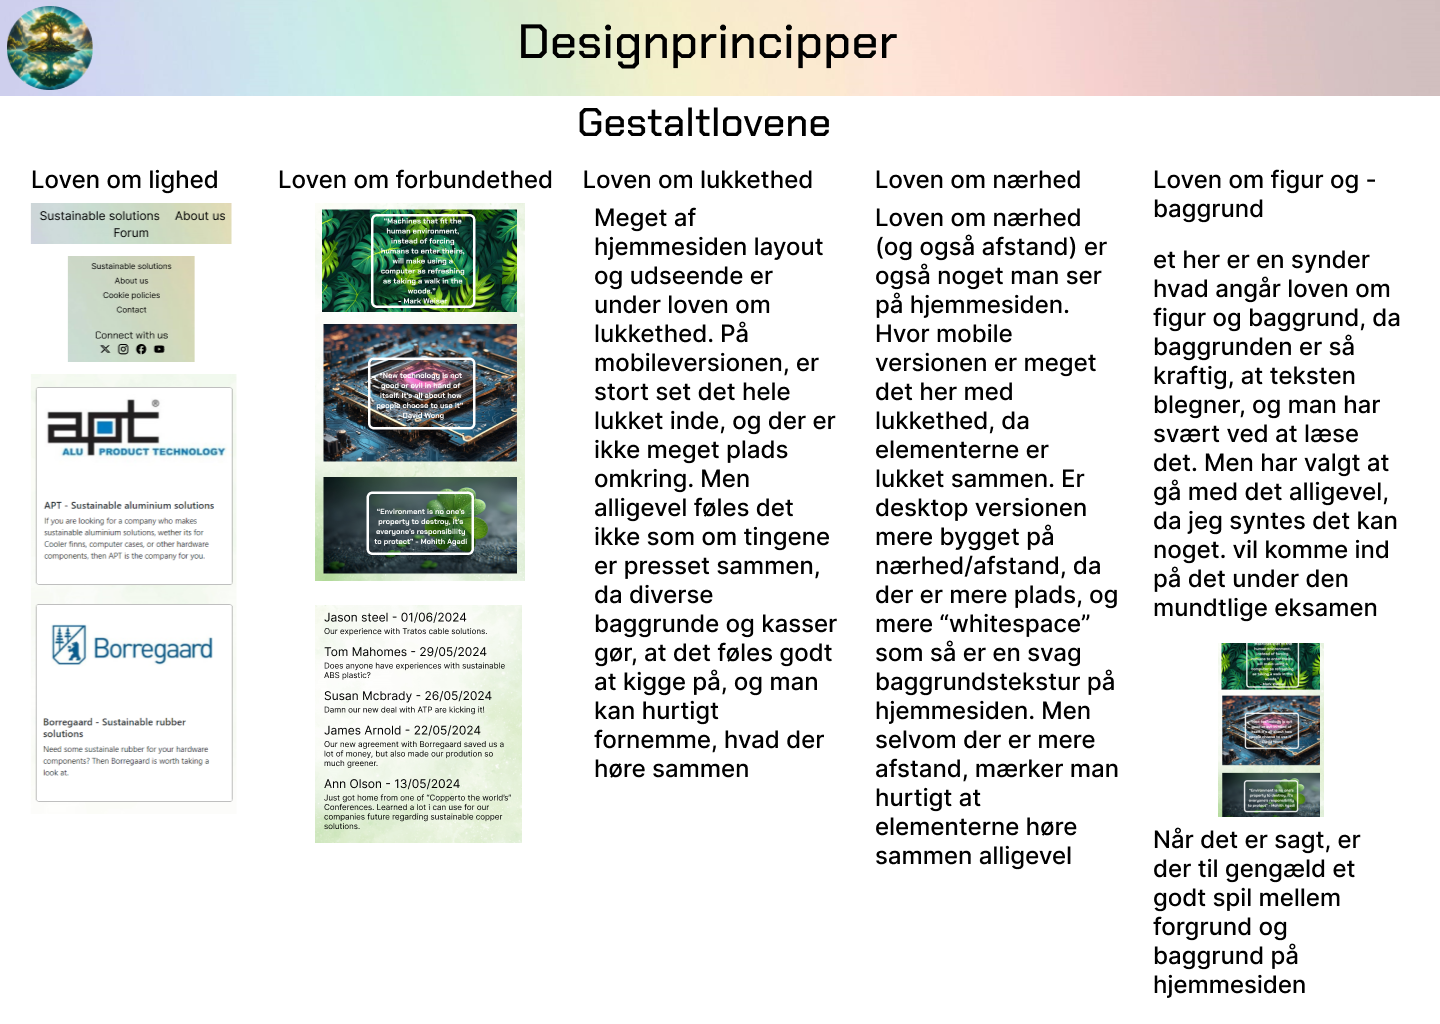 Designprincipper
Gestaltlovene
Loven om lighed
Sustainable solutions About us
Forum
Sustainable solutions
About us
Cookie policies
Contact
Connect with us
apt®
ALU PRODUCT TECHNOLOGY
APT - Sustainable aluminium solutions
If you are looking for a company who makes
sustainable aluminium solutions, wether its for
Cooler finns, computer cases, or other hardware
components, then APT is the company for you.
Borregaard
Borregaard - Sustainable rubber
solutions
Need some sustainale rubber for your hardware
components? Then Borregaard is worth taking a
look at.
Loven om forbundethed
"Machines that fit the
human environment,
instead of forcing
humans to enter theirs,
will make using a
computer as refreshing
as taking a walk in the
woods."
- Mark Weiser
"New technology is not
good or evil in hand of
itself. It's all about how
people choose to use it"
- David Wong
"Environment is no one's
property to destroy, it's
everyone's responsibility
to protect" - Mohith Agadi
Jason steel - 01/06/2024
Our experience with Tratos cable solutions.
Tom Mahomes - 29/05/2024
Does anyone have experiences with sustainable
ABS plastic?
Susan Mcbrady - 26/05/2024
Damn our new deal with ATP are kicking it!
James Arnold - 22/05/2024
Our new agreement with Borregaard saved us a
lot of money, but also made our prodution so
much greener.
Ann Olson - 13/05/2024
Just got home from one of "Copperto the world's"
Conferences. Learned a lot i can use for our
companies future regarding sustainable copper
solutions.
Loven om lukkethed
Meget af
hjemmesiden layout
og udseende er
under loven om
lukkethed. På
mobileversionen, er
stort set det hele
lukket inde, og der er
ikke meget plads
omkring. Men
alligevel føles det
ikke som om tingene
er presset sammen,
da diverse
baggrunde og kasser
gør, at det føles godt
at kigge på, og man
kan hurtigt
fornemme, hvad der
høre sammen
Loven om nærhed
Loven om nærhed
(og også afstand) er
også noget man ser
på hjemmesiden.
Hvor mobile
versionen er meget
det her med
lukkethed, da
elementerne er
lukket sammen. Er
desktop versionen
mere bygget på
nærhed/afstand, da
der er mere plads, og
mere “whitespace”
som så er en svag
baggrundstekstur på
hjemmesiden. Men
selvom der er mere
afstand, mærker man
hurtigt at
elementerne høre
sammen alligevel
Loven om figur og -
baggrund
et her er en synder
hvad angår loven om
figur og baggrund, da
baggrunden er så
kraftig, at teksten
blegner, og man har
svært ved at læse
det. Men har valgt at
gå med det alligevel,
da jeg syntes det kan
noget. vil komme ind
på det under den
mundtlige eksamen
Når det er sagt, er
der til gengæld et
godt spil mellem
forgrund og
baggrund på
hjemmesiden